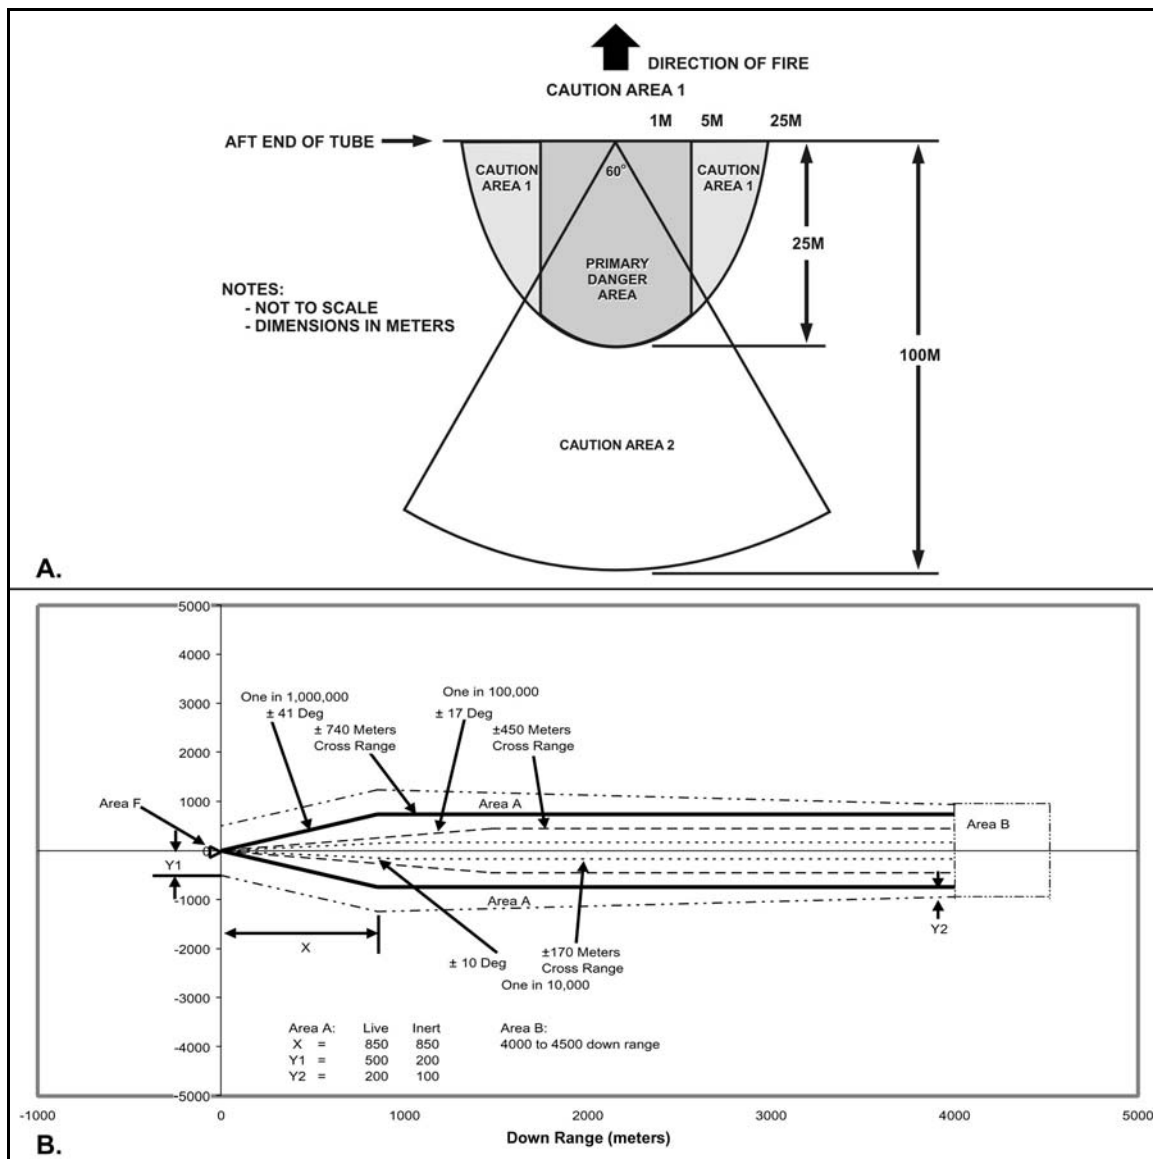 DIRECTION OF FIRE
CAUTION AREA 1
1M 5M 25M
AFT END OF TUBE
CAUTION
AREA 1
60°
CAUTION
AREA 1
25M
PRIMARY
DANGER
AREA
NOTES:
- NOT TO SCALE
- DIMENSIONS IN METERS
100M
CAUTION AREA 2
A.
5000
4000
3000
2000
1000
0
-1000
-2000
-3000
-4000
-5000
One in 1,000,000
± 41 Deg
± 740 Meters
Cross Range
One in 100,000
± 17 Deg
±450 Meters
Cross Range
Area F
Area A
Area B
Y1
Area A
Y2
X
± 10 Deg
±170 Meters
Cross Range
One in 10,000
Area A: Live Inert Area B:
X = 850 850 4000 to 4500 down range
Y1 = 500 200
Y2 = 200 100
-1000 0 1000 2000 3000 4000 5000
Down Range (meters)
B.